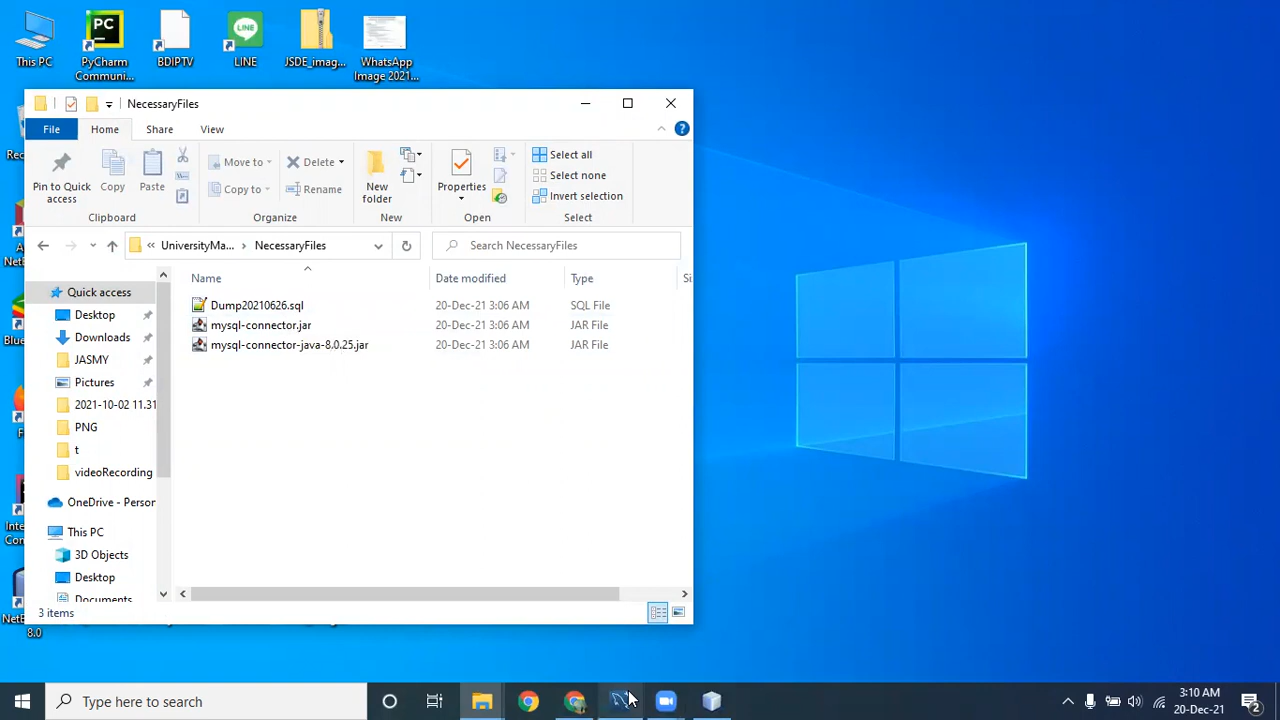 This PC
PyCharm
Communi...
BDIPTV
LINE
JSDE_imag...
WhatsApp
Image 2021...
NecessaryFiles
File
Home
Share
View
Pin to Quick
access
Copy
Paste
Move to
Copy to
Delete
Rename
New
folder
Properties
Select all
Select none
Invert selection
Clipboard
Organize
New
Open
Select
UniversityMa...
NecessaryFiles
Search NecessaryFiles
Name
Date modified
Type
Si
Quick access
Desktop
Downloads
JASMY
Pictures
2021-10-02 11.31
PNG
t
videoRecording
OneDrive - Person
This PC
3D Objects
Desktop
Documents
Dump20210626.sql
20-Dec-21 3:06 AM
SQL File
mysql-connector.jar
20-Dec-21 3:06 AM
JAR File
mysql-connector-java-8.0.25.jar
20-Dec-21 3:06 AM
JAR File
3 items
8.0
Type here to search
3:10 AM
20-Dec-21
2